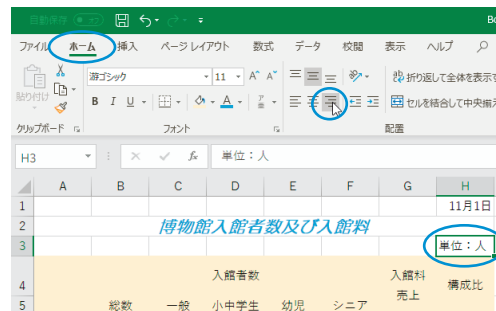 自動保存 オフ Bo
ファイル ホーム 挿入 ページレイアウト 数式 データ 校閲 表示 ヘルプ
貼り付け 游ゴシック 11 A A 折り返して全体を表示す
B I U A セルを結合して中央揃え
クリップボード フォント 配置
H3 fx 単位：人
A B C D E F G H
1 11月1日
2 博物館入館者数及び入館料
3 単位：人
4 入館者数 入館料売上 構成比
5 総数 一般 小中学生 幼児 シニア